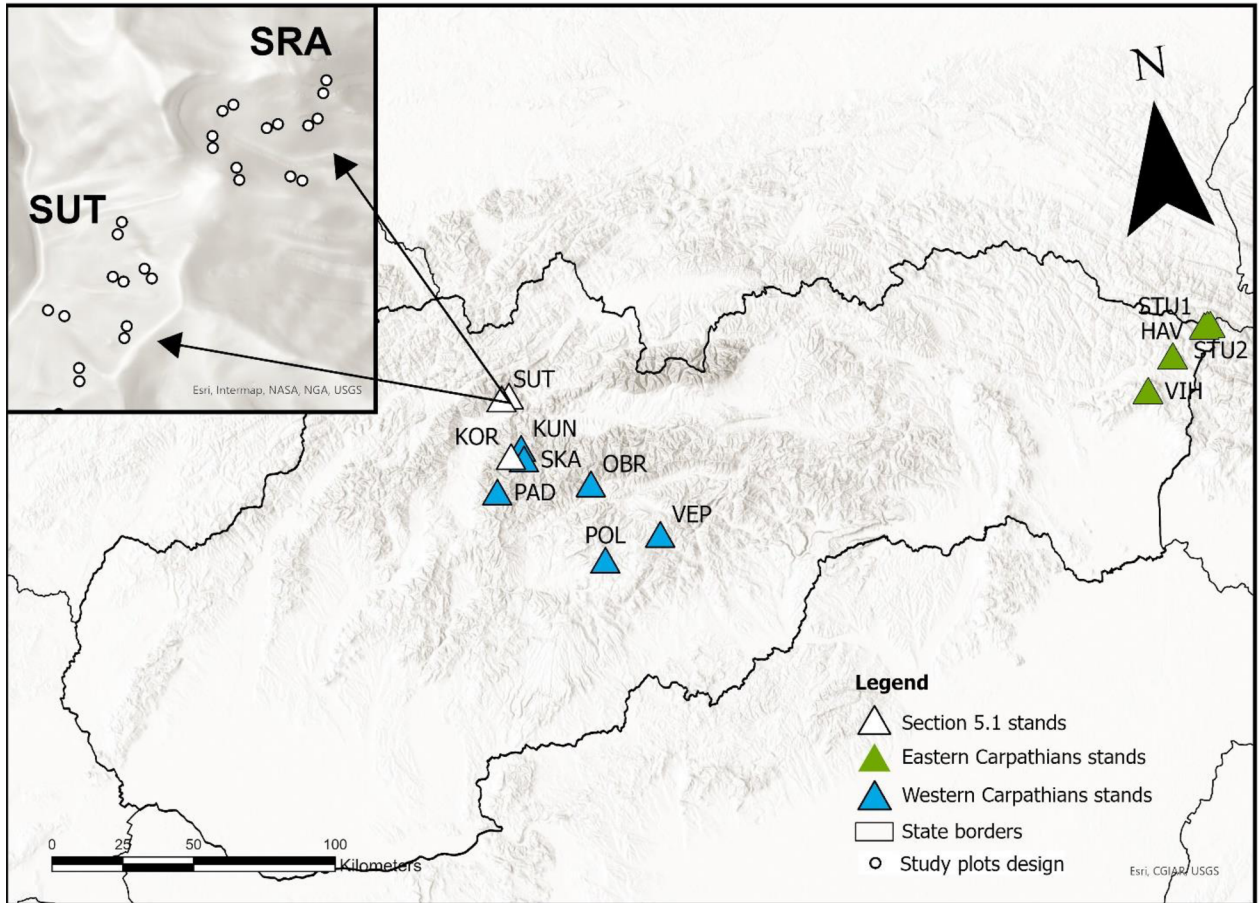 SRA
SUT
Esri, Intermap, NASA, NGA, USGS
N
STU1
HAV
STU2
VIH
SUT
KOR
KUN
SKA
OBR
PAD
VEP
POL
Legend
Section 5.1 stands
Eastern Carpathians stands
Western Carpathians stands
State borders
Study plots design
0 25 50 100
Kilometers
Esri, CGIAR, USGS